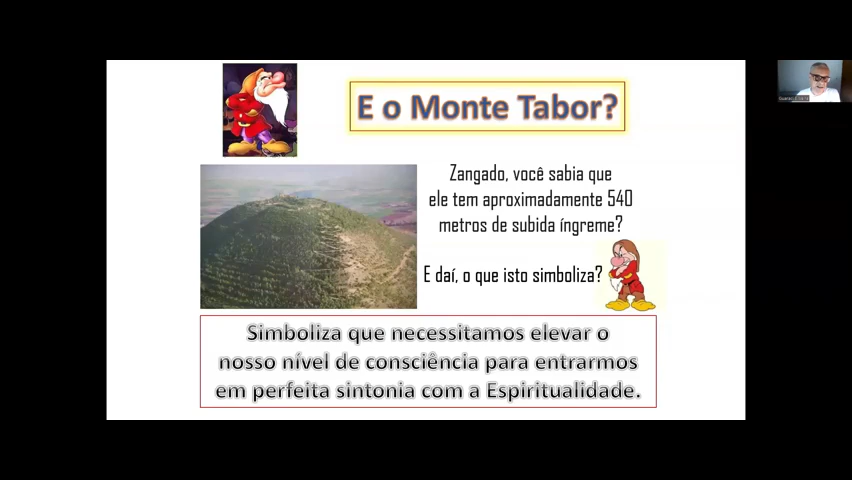 E o Monte Tabor?
Zangado, você sabia que
ele tem aproximadamente 540
metros de subida íngreme?
E daí, o que isto simboliza?
Simboliza que necessitamos elevar o
nosso nível de consciência para entrarmos
em perfeita sintonia com a Espiritualidade.